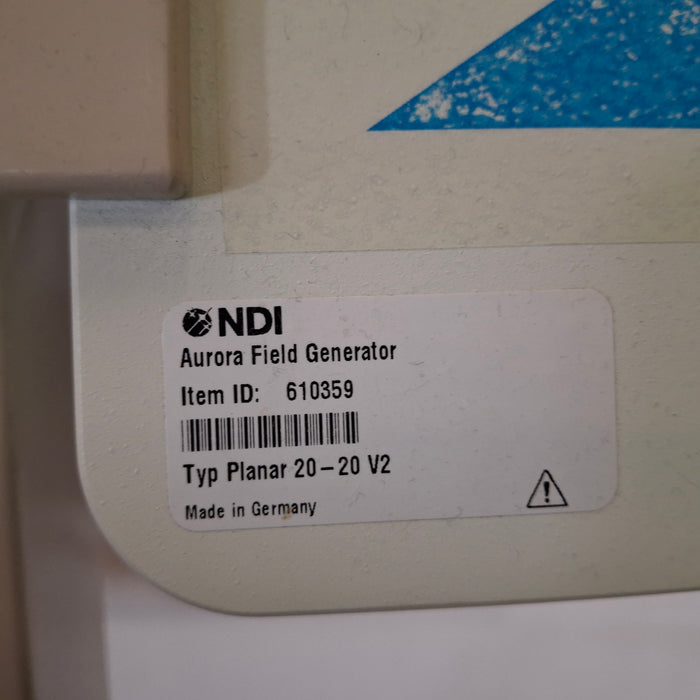 NDI
Aurora Field Generator
Item ID: 610359
Typ Planar 20-20 V2
Made in Germany